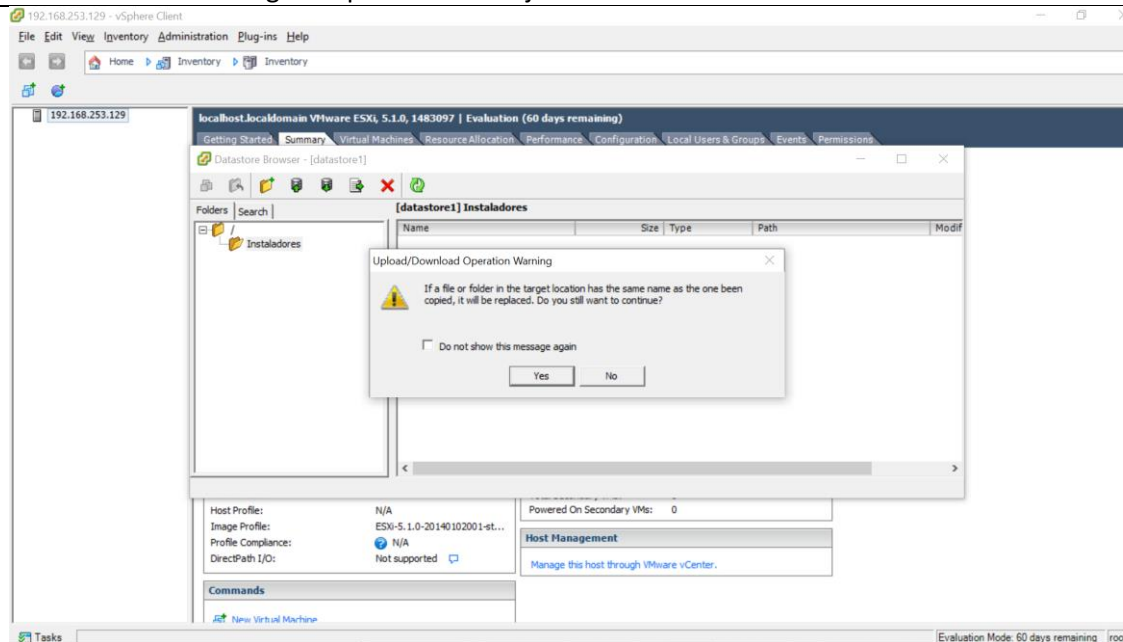 192.168.253.129 - vSphere Client
File Edit View Inventory Administration Plug-ins Help
Home Inventory Inventory
192.168.253.129
localhost.localdomain VMware ESXi, 5.1.0, 1483097 | Evaluation (60 days remaining)
Getting Started Summary Virtual Machines Resource Allocation Performance Configuration Local Users & Groups Events Permissions
Datastore Browser - [datastore1]
Folders Search
[datastore1] Instaladores
/
Instaladores
Name Size Type Path Modif
Upload/Download Operation Warning
If a file or folder in the target location has the same name as the one been
copied, it will be replaced. Do you still want to continue?
Do not show this message again
Yes No
Host Profile: N/A
Image Profile: ESXi-5.1.0-20140102001-st...
Profile Compliance: N/A
DirectPath I/O: Not supported
Powered On Secondary VMs: 0
Host Management
Manage this host through VMware vCenter.
Commands
New Virtual Machine
Tasks
Evaluation Mode: 60 days remaining